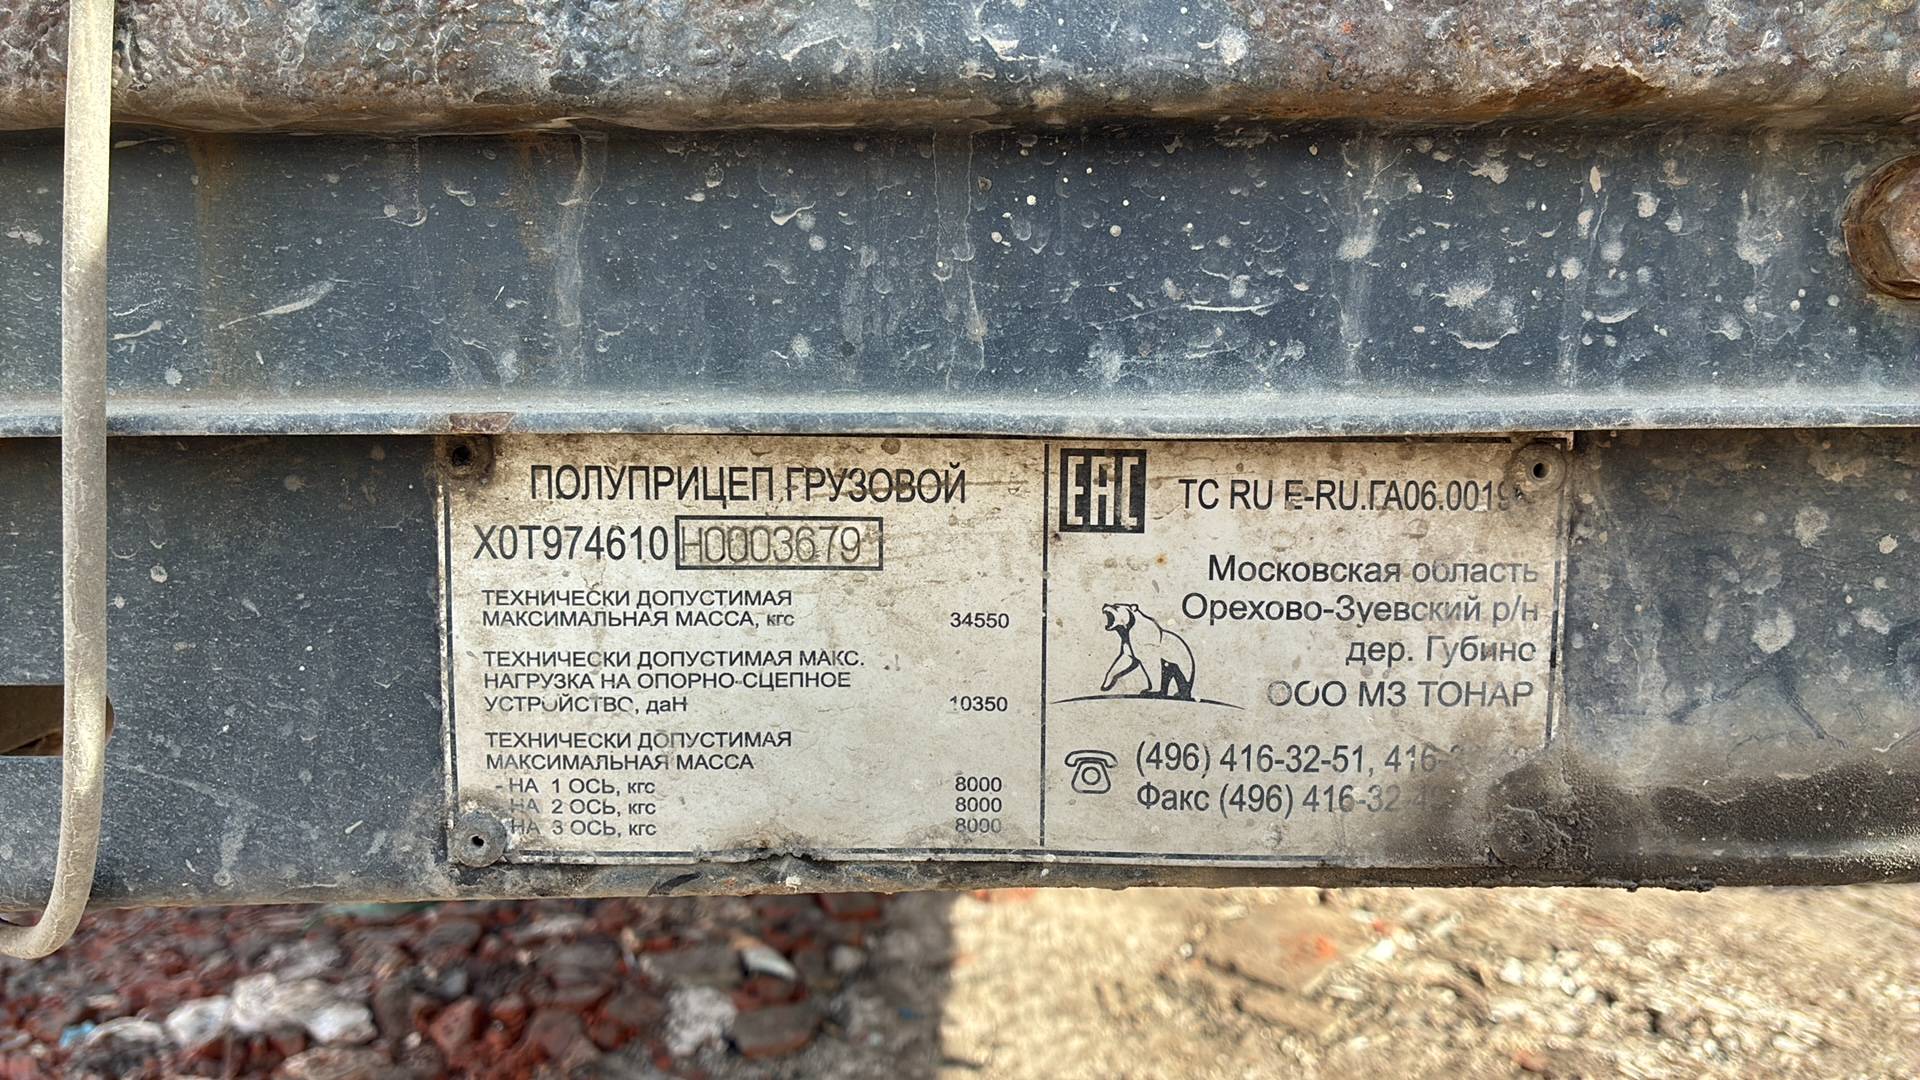 ПОЛУПРИЦЕП ГРУЗОВОЙ
X0T974610 H0003679
ТЕХНИЧЕСКИ ДОПУСТИМАЯ
МАКСИМАЛЬНАЯ МАССА, кгс 34550
ТЕХНИЧЕСКИ ДОПУСТИМАЯ МАКС.
НАГРУЗКА НА ОПОРНО-СЦЕПНОЕ
УСТРОЙСТВО, даН 10350
ТЕХНИЧЕСКИ ДОПУСТИМАЯ
МАКСИМАЛЬНАЯ МАССА
- НА 1 ОСЬ, кгс 8000
- НА 2 ОСЬ, кгс 8000
- НА 3 ОСЬ, кгс 8000
EAC
ТС RU E-RU.ГА06.0019
Московская область
Орехово-Зуевский р/н
дер. Губино
ООО МЗ ТОНАР
(496) 416-32-51,
Факс (496)